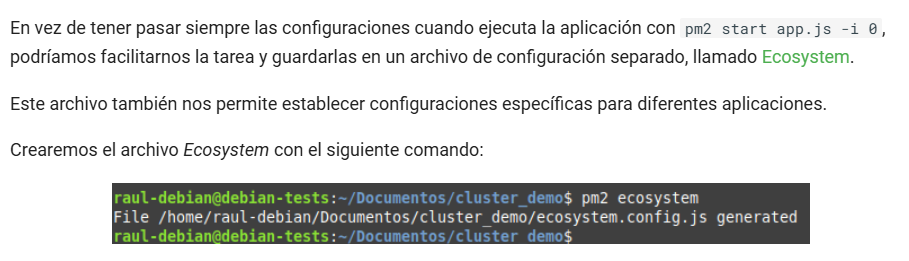 En vez de tener pasar siempre las configuraciones cuando ejecuta la aplicación con pm2 start app.js -i 0,
podríamos facilitarnos la tarea y guardarlas en un archivo de configuración separado, llamado Ecosystem.
Este archivo también nos permite establecer configuraciones específicas para diferentes aplicaciones.
Crearemos el archivo Ecosystem con el siguiente comando:
raul-debian@debian-tests:~/Documentos/cluster_demo$ pm2 ecosystem
File /home/raul-debian/Documentos/cluster_demo/ecosystem.config.js generated
raul-debian@debian-tests:~/Documentos/cluster_demo$